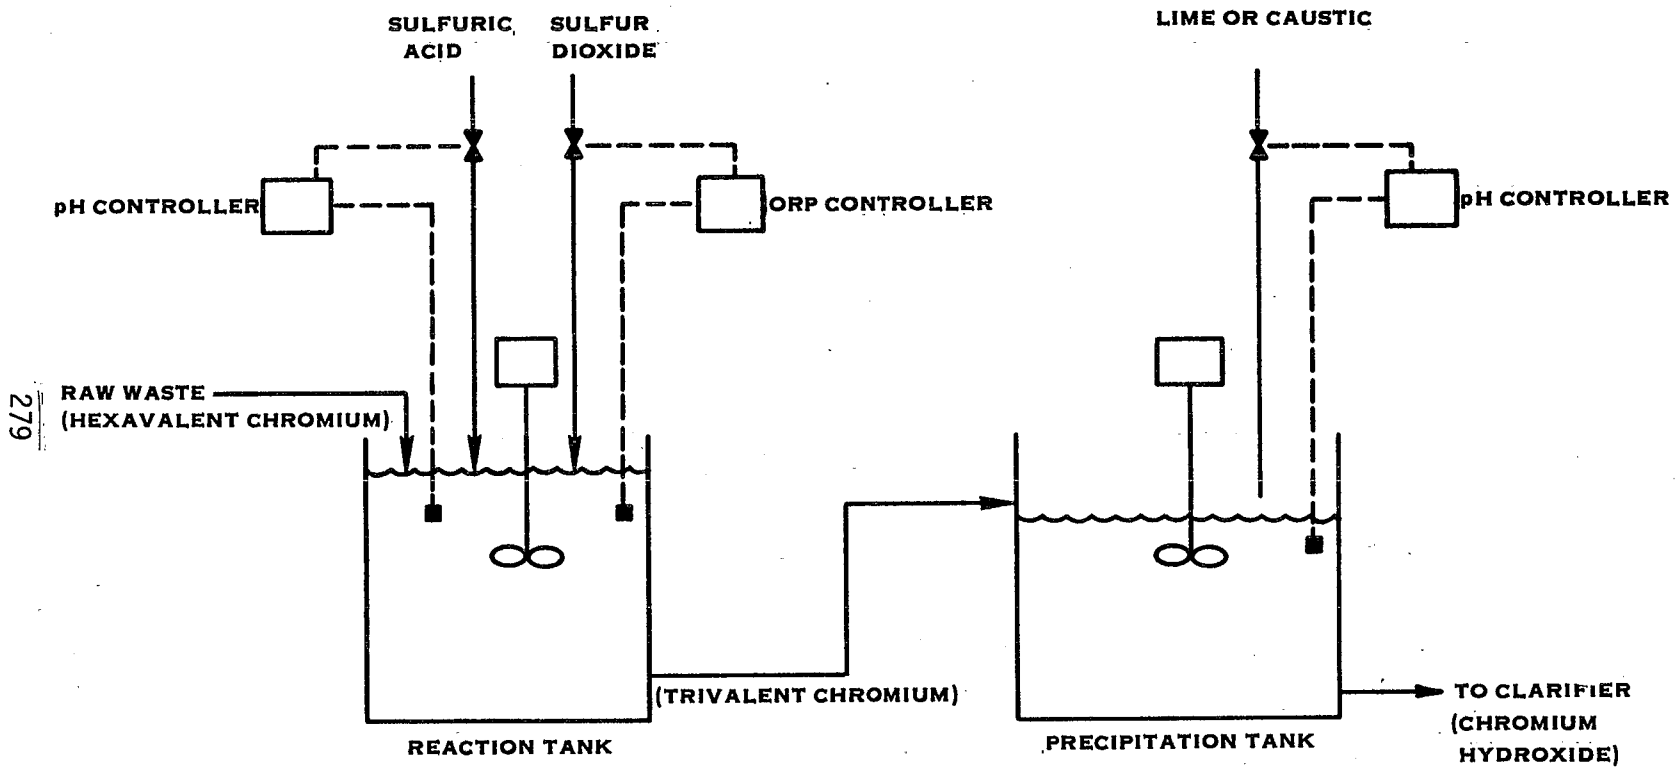 SULFURIC
ACID
SULFUR
DIOXIDE
LIME OR CAUSTIC
pH CONTROLLER
ORP CONTROLLER
pH CONTROLLER
RAW WASTE
(HEXAVALENT CHROMIUM)
279
(TRIVALENT CHROMIUM)
REACTION TANK
PRECIPITATION TANK
TO CLARIFIER
(CHROMIUM
HYDROXIDE)